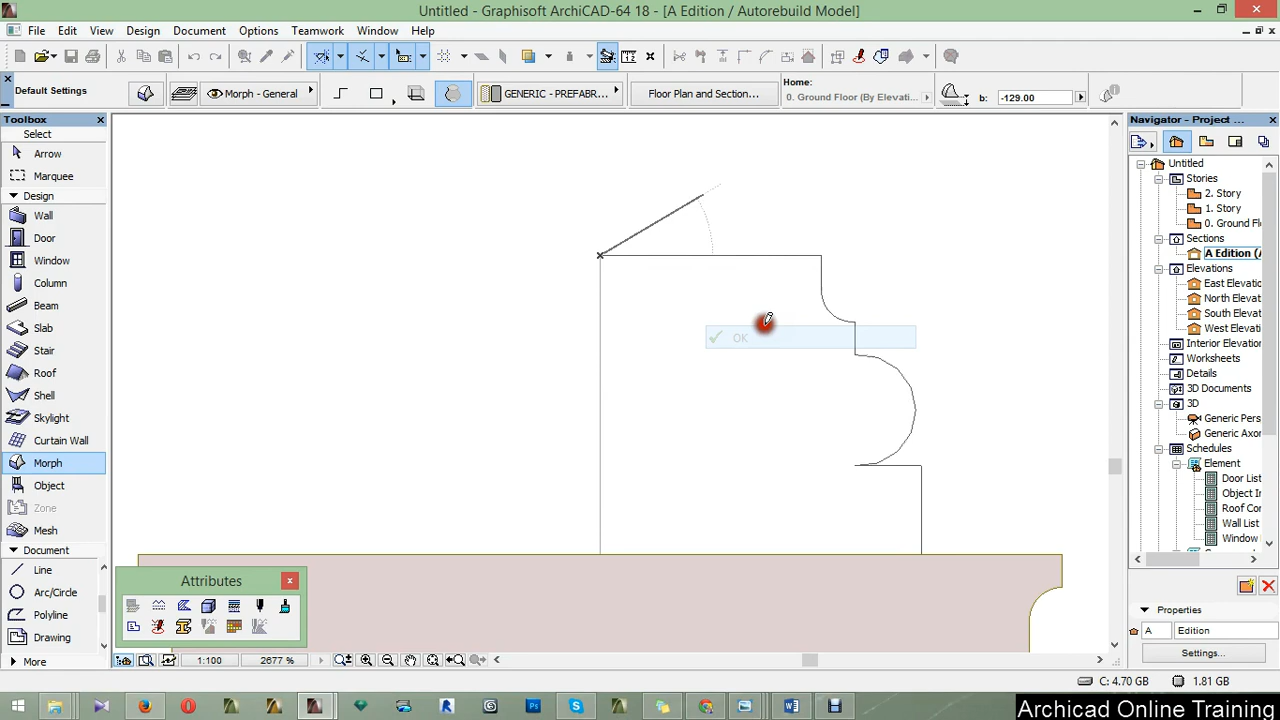 Untitled - Graphisoft ArchiCAD-64 18 - [A Edition / Autorebuild Model]
File Edit View Design Document Options Teamwork Window Help
Default Settings
Morph - General
GENERIC - PREFABR...
Floor Plan and Section...
Home:
0. Ground Floor (By Elevati...
b: -129.00
Toolbox
Select
Arrow
Marquee
Design
Wall
Door
Window
Column
Beam
Slab
Stair
Roof
Shell
Skylight
Curtain Wall
Morph
Object
Zone
Mesh
Document
Line
Arc/Circle
Polyline
Drawing
More
OK
Attributes
1:100
2677 %
Navigator - Project ...
Untitled
Stories
2. Story
1. Story
0. Ground Fl
Sections
A Edition (A
Elevations
East Elevatio
North Elevat
South Elevat
West Elevati
Interior Elevation
Worksheets
Details
3D Documents
3D
Generic Pers
Generic Axor
Schedules
Element
Door List
Object In
Roof Cor
Wall List
Window
Properties
A Edition
Settings...
C: 4.70 GB
1.81 GB
Archicad Online Training